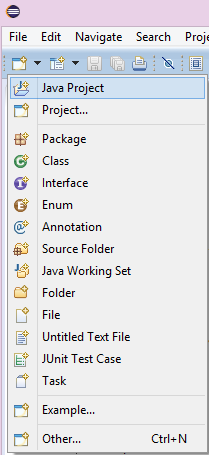 File Edit Navigate Search
Java Project
Project...
Package
Class
Interface
Enum
Annotation
Source Folder
Java Working Set
Folder
File
Untitled Text File
JUnit Test Case
Task
Example...
Other... Ctrl+N